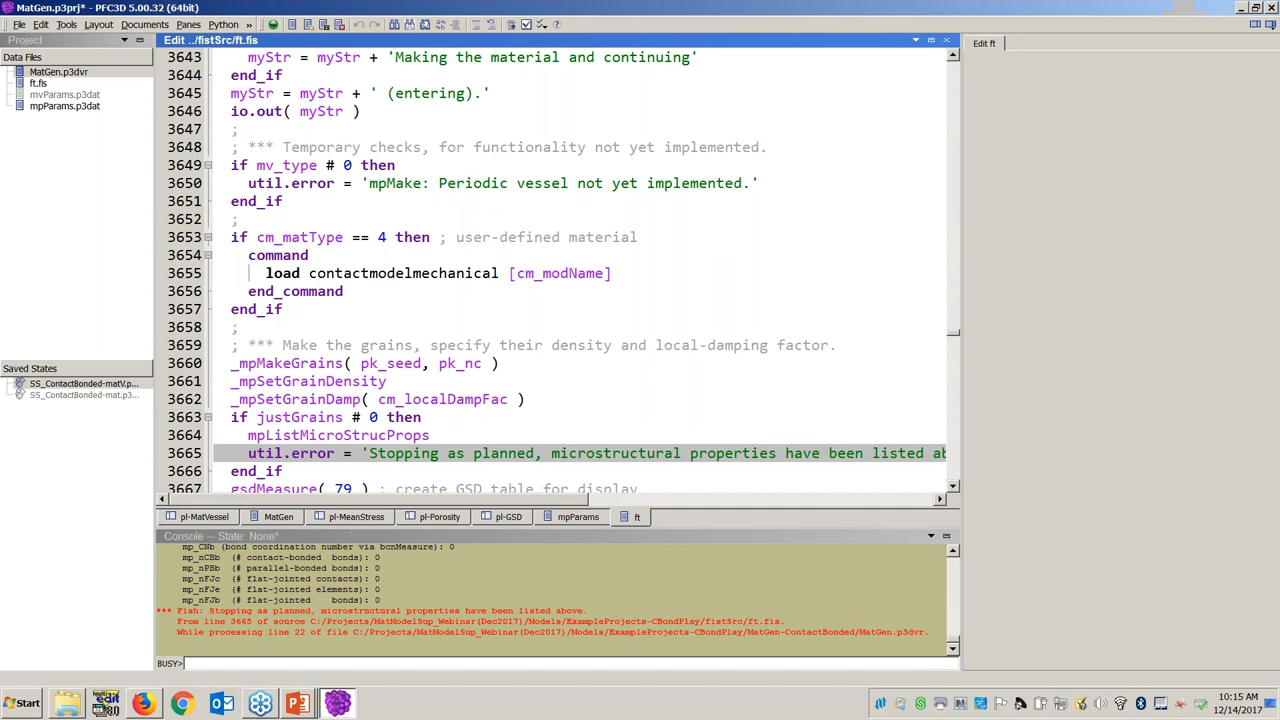 MatGen.p3prj* - PFC3D 5.00.32 (64bit)
File Edit Tools Layout Documents Panes Python »
Project
Data Files
MatGen.p3dvr
ft.fis
mvParams.p3dat
mpParams.p3dat
Saved States
SS_ContactBonded-matV.p...
SS_ContactBonded-mat.p3...
Edit ../fistSrc/ft.fis
3643 myStr = myStr + 'Making the material and continuing'
3644 end_if
3645 myStr = myStr + ' (entering).'
3646 io.out( myStr )
3647 ;
3648 ; *** Temporary checks, for functionality not yet implemented.
3649 if mv_type # 0 then
3650 util.error = 'mpMake: Periodic vessel not yet implemented.'
3651 end_if
3652 ;
3653 if cm_matType == 4 then ; user-defined material
3654 command
3655 load contactmodelmechanical [cm_modName]
3656 end_command
3657 end_if
3658 ;
3659 ; *** Make the grains, specify their density and local-damping factor.
3660 _mpMakeGrains( pk_seed, pk_nc )
3661 _mpSetGrainDensity
3662 _mpSetGrainDamp( cm_localDampFac )
3663 if justGrains # 0 then
3664 mpListMicroStrucProps
3665 util.error = 'Stopping as planned, microstructural properties have been listed ab
3666 end_if
3667 gsdMeasure( 79 ) ; create GSD table for display
pl-MatVessel MatGen pl-MeanStress pl-Porosity pl-GSD mpParams ft
Console -- State: None*
mp_CNb (bond coordination number via bcnMeasure): 0
mp_nCBb (# contact-bonded bonds): 0
mp_nPBb (# parallel-bonded bonds): 0
mp_nFJc (# flat-jointed contacts): 0
mp_nFJe (# flat-jointed elements): 0
mp_nFJb (# flat-jointed bonds): 0
*** Fish: Stopping as planned, microstructural properties have been listed above.
From line 3665 of source C:/Projects/MatModelSup_Webinar(Dec2017)/Models/ExampleProjects-CBondPlay/fistSrc/ft.fis.
While processing line 22 of file C:/Projects/MatModelSup_Webinar(Dec2017)/Models/ExampleProjects-CBondPlay/MatGen-ContactBonded/MatGen.p3dvr.
BUSY>
Edit ft
Start
10:15 AM
12/14/2017